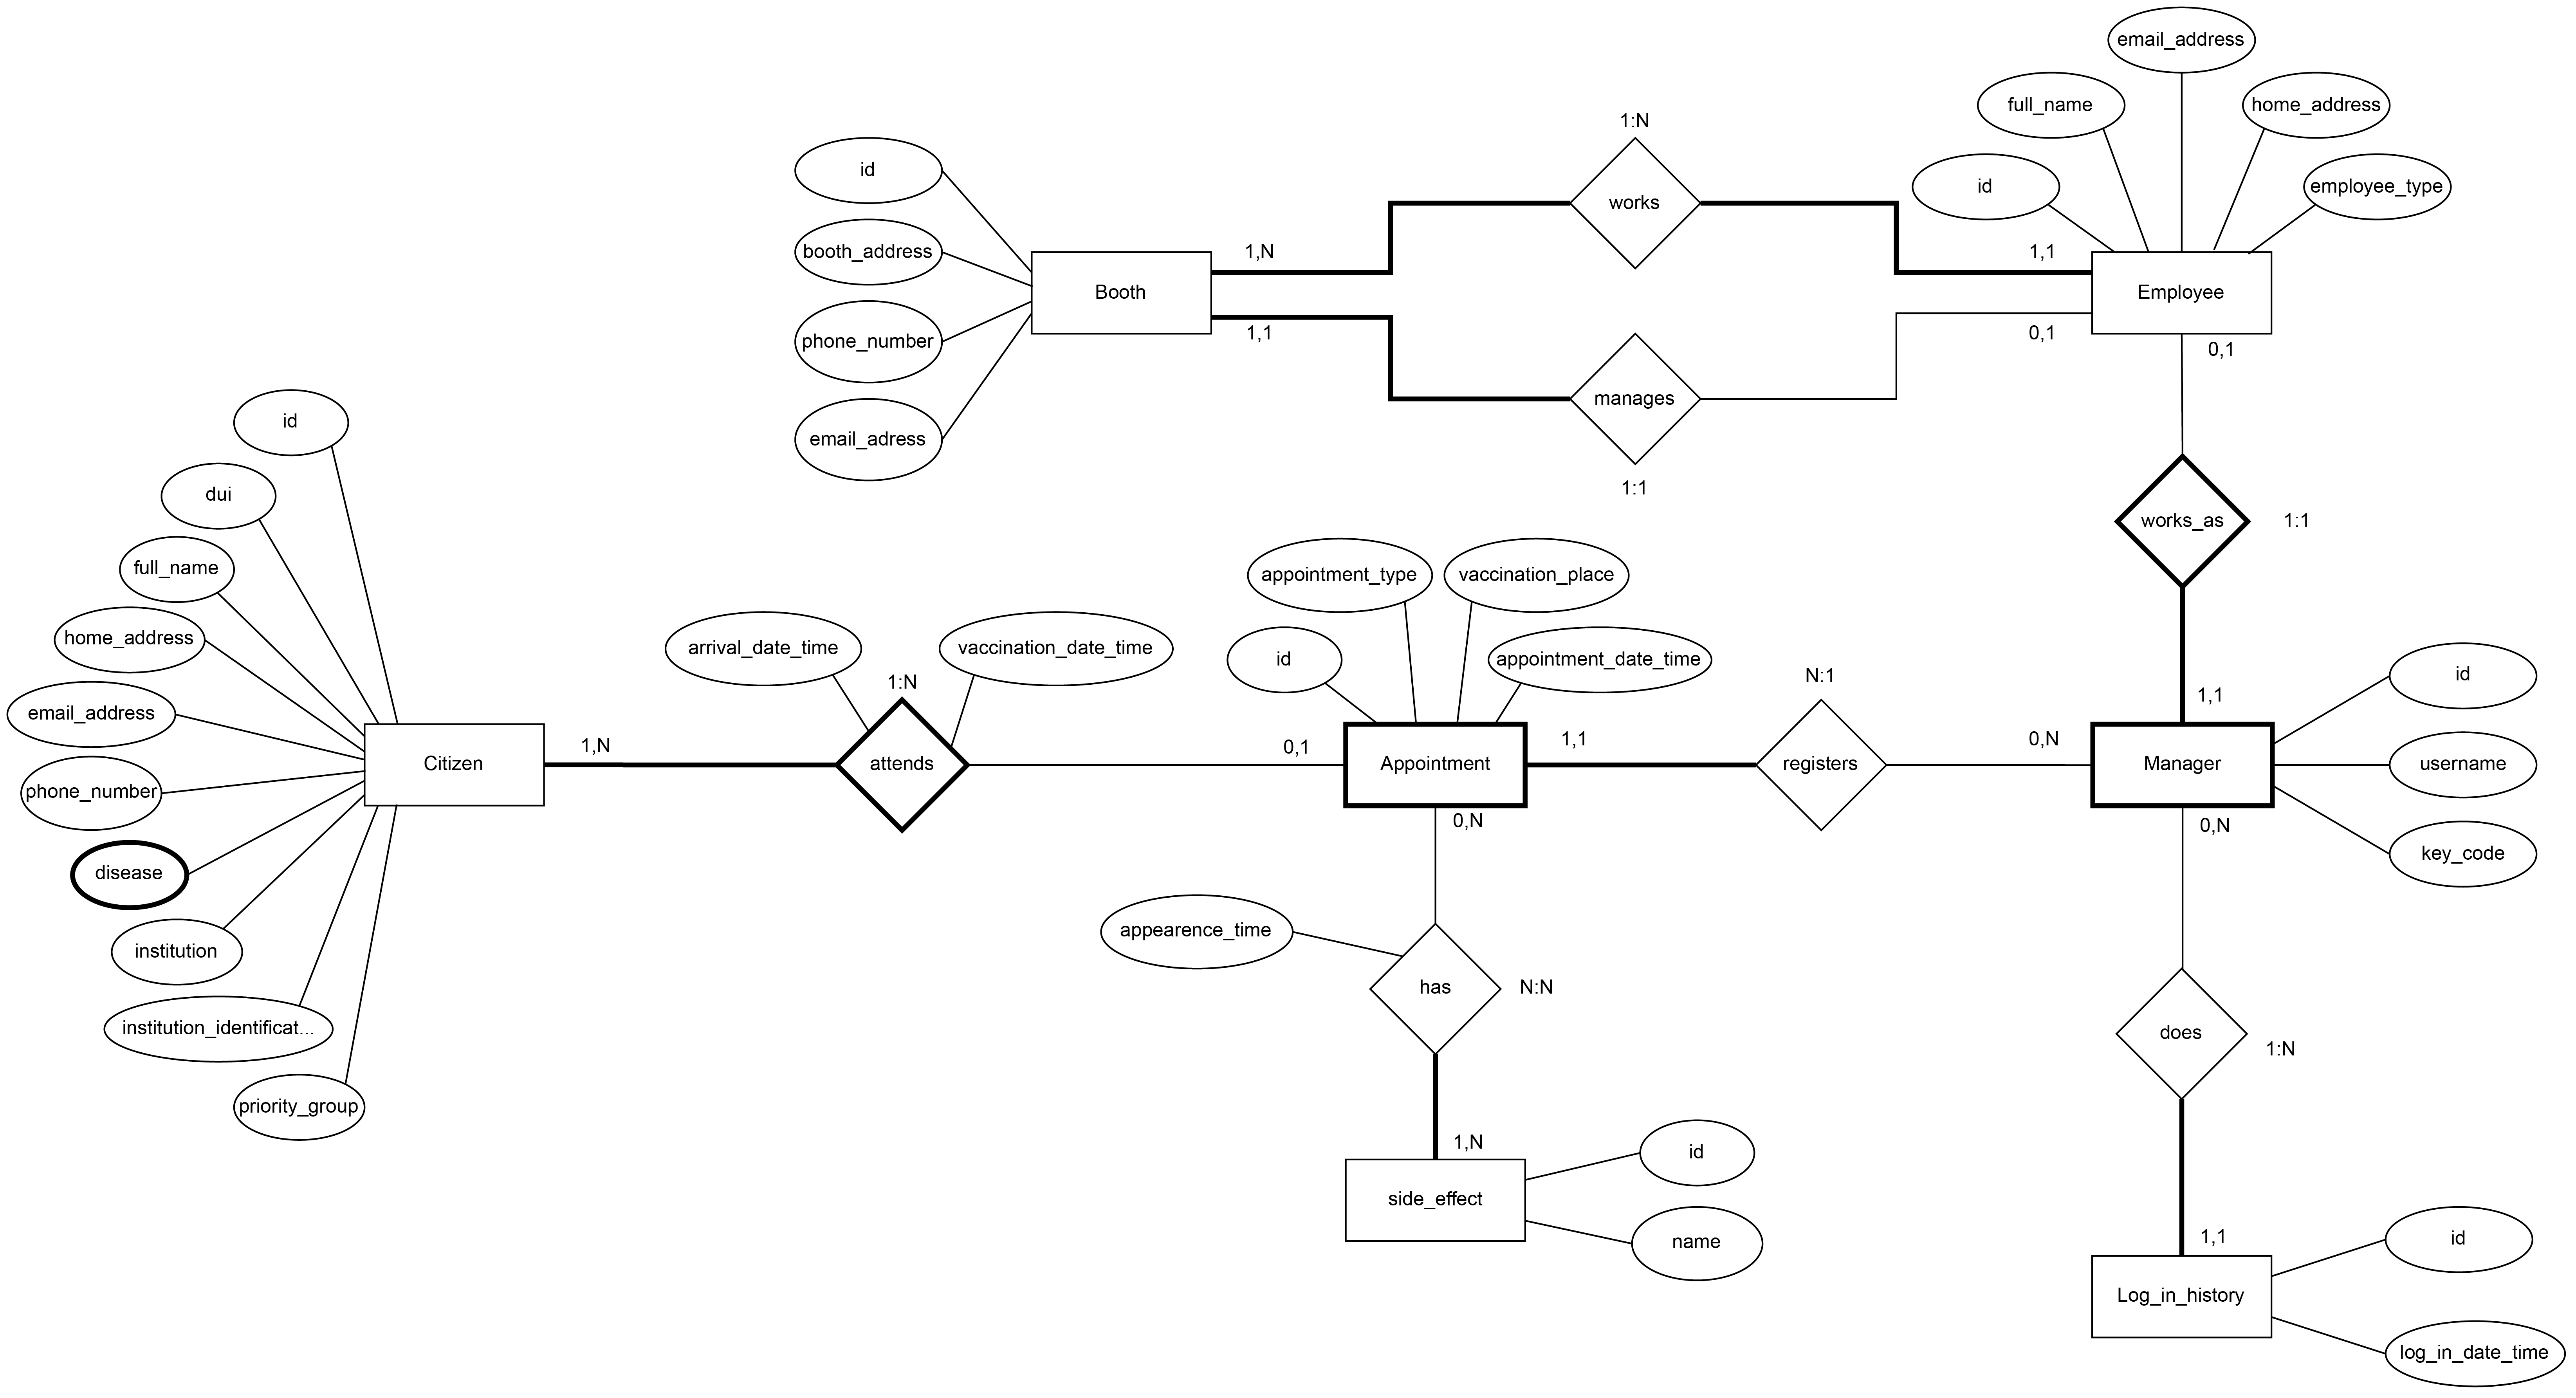 email_address
full_name
home_address
id
employee_type
1:N
works
id
booth_address
phone_number
email_adress
Booth
1,N
1,1
1,1
0,1
Employee
0,1
manages
1:1
works_as
1:1
id
dui
full_name
home_address
email_address
phone_number
disease
institution
institution_identificat...
priority_group
Citizen
1,N
arrival_date_time
vaccination_date_time
1:N
attends
0,1
appointment_type
vaccination_place
id
appointment_date_time
Appointment
1,1
N:1
registers
0,N
1,1
Manager
id
username
key_code
0,N
0,N
appearence_time
has
N:N
1,N
side_effect
id
name
does
1:N
1,1
Log_in_history
id
log_in_date_time